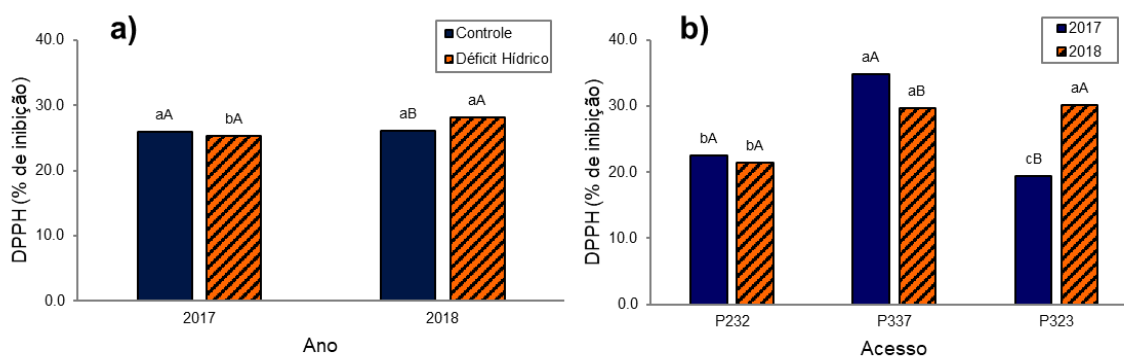 a)
Controle
Déficit Hídrico
DPPH (% de inibição)
40.0
30.0
20.0
10.0
0.0
aA
bA
aB
aA
2017
2018
Ano
b)
2017
2018
DPPH (% de inibição)
40.0
30.0
20.0
10.0
0.0
bA
bA
aA
aB
cB
aA
P232
P337
P323
Acesso